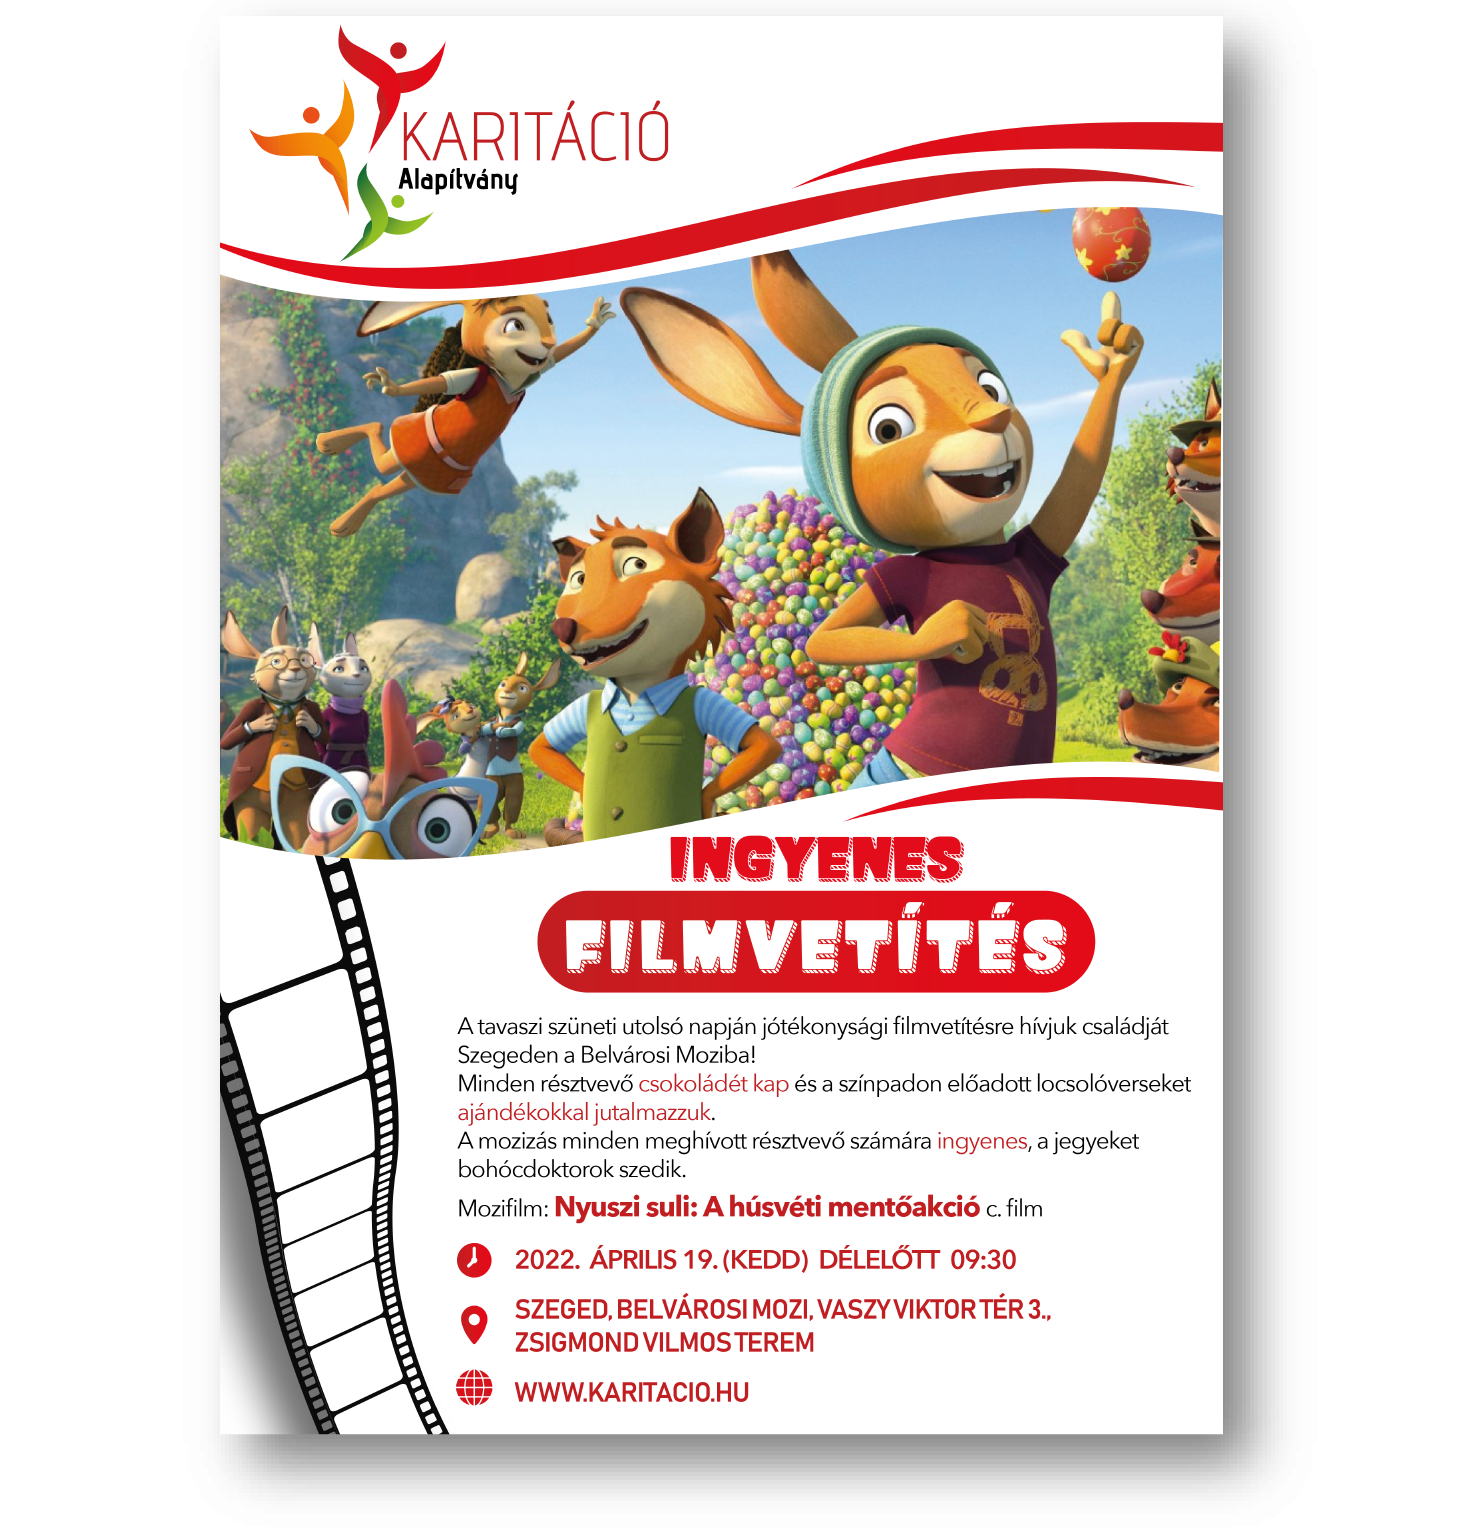 KARITÁCIÓ
Alapítvány
INGYENES
FILMVETÍTÉS
A tavaszi szüneti utolsó napján jótékonysági filmvetítésre hívjuk családját
Szegeden a Belvárosi Moziba!
Minden résztvevő csokoládét kap és a színpadon előadott locsolóverseket
ajándékokkal jutalmazzuk.
A mozizás minden meghívott résztvevő számára ingyenes, a jegyeket
bohócdoktorok szedik.
Mozifilm: Nyuszi suli: A húsvéti mentőakció c. film
2022. ÁPRILIS 19. (KEDD) DÉLELŐTT 09:30
SZEGED, BELVÁROSI MOZI, VASZY VIKTOR TÉR 3.,
ZSIGMOND VILMOS TEREM
WWW.KARITACIO.HU